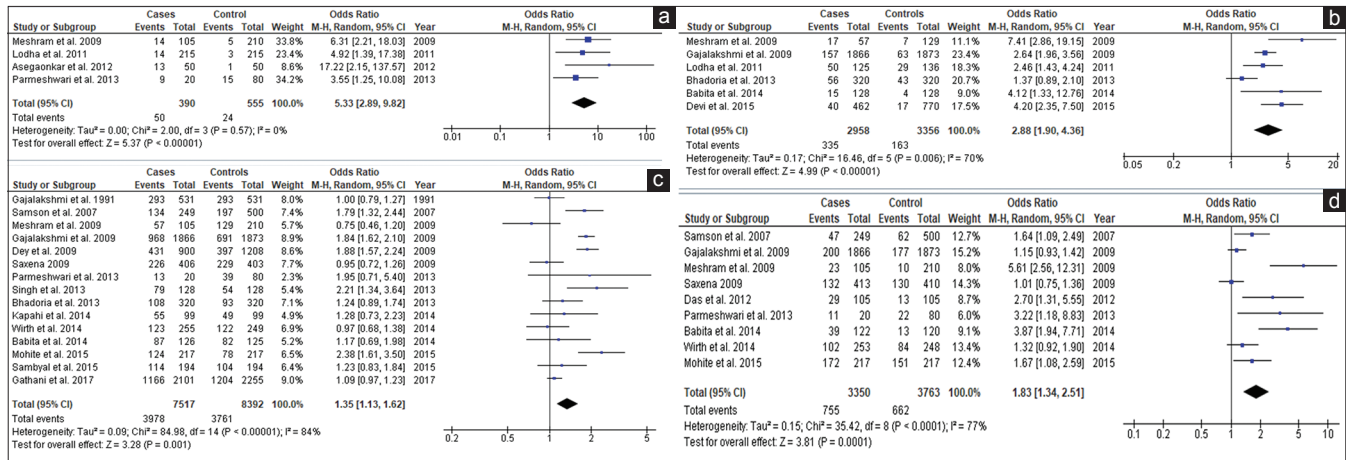 a
Cases Control Odds Ratio Odds Ratio
Study or Subgroup Events Total Events Total Weight M-H, Random, 95% CI Year M-H, Random, 95% CI
Meshram et al. 2009 14 105 5 210 33.8% 6.31 [2.21, 18.03] 2009
Lodha et al. 2011 14 215 3 215 22.5% 4.92 [1.39, 17.38] 2011
Asegaonkar et al. 2012 13 50 1 50 8.6% 17.22 [2.15, 137.57] 2012
Parmeshwari et al. 2013 9 20 15 80 34.2% 3.55 [1.25, 10.08] 2013
Total (95% CI) 390 555 100.0% 5.33 [2.89, 9.82]
Total events 50 24
Heterogeneity: Tau² = 0.00; Chi² = 2.00, df = 3 (P = 0.57); I² = 0%
Test for overall effect: Z = 5.37 (P < 0.00001)
0.01 0.1 1 10 100
b
Cases Controls Odds Ratio Odds Ratio
Study or Subgroup Events Total Events Total Weight M-H, Random, 95% CI Year M-H, Random, 95% CI
Meshram et al. 2009 17 57 7 129 11.1% 7.41 [2.86, 19.15] 2009
Gajalakshmi et al. 2009 157 1866 63 1873 23.4% 2.64 [1.96, 3.56] 2009
Lodha et al. 2011 50 125 29 136 19.0% 2.46 [1.43, 4.24] 2011
Bhadoria et al. 2013 56 320 43 320 20.9% 1.37 [0.89, 2.10] 2013
Babita et al. 2014 15 128 4 128 9.0% 4.12 [1.33, 12.76] 2014
Devi et al. 2015 40 462 17 770 17.5% 4.20 [2.35, 7.50] 2015
Total (95% CI) 2958 3356 100.0% 2.88 [1.90, 4.36]
Total events 335 163
Heterogeneity: Tau² = 0.17; Chi² = 16.46, df = 5 (P = 0.006); I² = 70%
Test for overall effect: Z = 4.99 (P < 0.00001)
0.05 0.2 1 5 20
c
Cases Controls Odds Ratio Odds Ratio
Study or Subgroup Events Total Events Total Weight M-H, Random, 95% CI Year M-H, Random, 95% CI
Gajalakshmi et al. 1991 293 531 293 531 8.0% 1.00 [0.79, 1.27] 1991
Samson et al. 2007 134 249 197 500 7.4% 1.79 [1.32, 2.44] 2007
Meshram et al. 2009 57 105 129 210 5.7% 0.75 [0.46, 1.20] 2009
Gajalakshmi et al. 2009 968 1866 691 1873 9.1% 1.84 [1.62, 2.10] 2009
Dey et al. 2009 431 900 397 1208 8.7% 1.88 [1.57, 2.24] 2009
Saxena 2009 226 406 229 403 7.7% 0.95 [0.72, 1.26] 2009
Parmeshwari et al. 2013 13 20 39 80 2.4% 1.95 [0.71, 5.40] 2013
Singh et al. 2013 79 128 54 128 5.5% 2.21 [1.34, 3.64] 2013
Bhadoria et al. 2013 108 320 93 320 7.2% 1.24 [0.89, 1.74] 2013
Kapahi et al. 2014 55 99 49 99 5.0% 1.28 [0.73, 2.23] 2014
Wirth et al. 2014 123 255 122 249 7.0% 0.97 [0.68, 1.38] 2014
Babita et al. 2014 87 126 82 125 5.2% 1.17 [0.69, 1.98] 2014
Mohite et al. 2015 124 217 78 217 6.6% 2.38 [1.61, 3.50] 2015
Sambyal et al. 2015 114 194 104 194 6.4% 1.23 [0.83, 1.84] 2015
Gathani et al. 2017 1166 2101 1204 2255 9.2% 1.09 [0.97, 1.23] 2017
Total (95% CI) 7517 8392 100.0% 1.35 [1.13, 1.62]
Total events 3978 3761
Heterogeneity: Tau² = 0.09; Chi² = 84.98, df = 14 (P < 0.00001); I² = 84%
Test for overall effect: Z = 3.28 (P = 0.001)
0.2 0.5 1 2 5
d
Cases Control Odds Ratio Odds Ratio
Study or Subgroup Events Total Events Total Weight M-H, Random, 95% CI Year M-H, Random, 95% CI
Samson et al. 2007 47 249 62 500 12.7% 1.64 [1.09, 2.49] 2007
Gajalakshmi et al. 2009 200 1866 177 1873 15.2% 1.15 [0.93, 1.42] 2009
Meshram et al. 2009 23 105 10 210 8.0% 5.61 [2.56, 12.31] 2009
Saxena 2009 132 413 130 410 14.3% 1.01 [0.75, 1.36] 2009
Das et al. 2012 29 105 13 105 8.7% 2.70 [1.31, 5.55] 2012
Parmeshwari et al. 2013 11 20 22 80 6.2% 3.22 [1.18, 8.83] 2013
Babita et al. 2014 39 122 13 120 9.0% 3.87 [1.94, 7.71] 2014
Wirth et al. 2014 102 253 84 248 13.5% 1.32 [0.92, 1.90] 2014
Mohite et al. 2015 172 217 151 217 12.4% 1.67 [1.08, 2.59] 2015
Total (95% CI) 3350 3763 100.0% 1.83 [1.34, 2.51]
Total events 755 662
Heterogeneity: Tau² = 0.15; Chi² = 35.42, df = 8 (P < 0.0001); I² = 77%
Test for overall effect: Z = 3.81 (P = 0.0001)
0.1 0.2 0.5 1 2 5 10